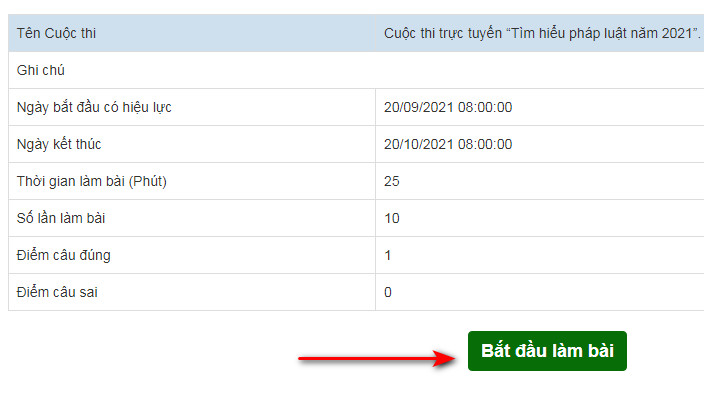 Tên Cuộc thi Cuộc thi trực tuyến “Tìm hiểu pháp luật năm 2021”.
Ghi chú
Ngày bắt đầu có hiệu lực 20/09/2021 08:00:00
Ngày kết thúc 20/10/2021 08:00:00
Thời gian làm bài (Phút) 25
Số lần làm bài 10
Điểm câu đúng 1
Điểm câu sai 0
Bắt đầu làm bài